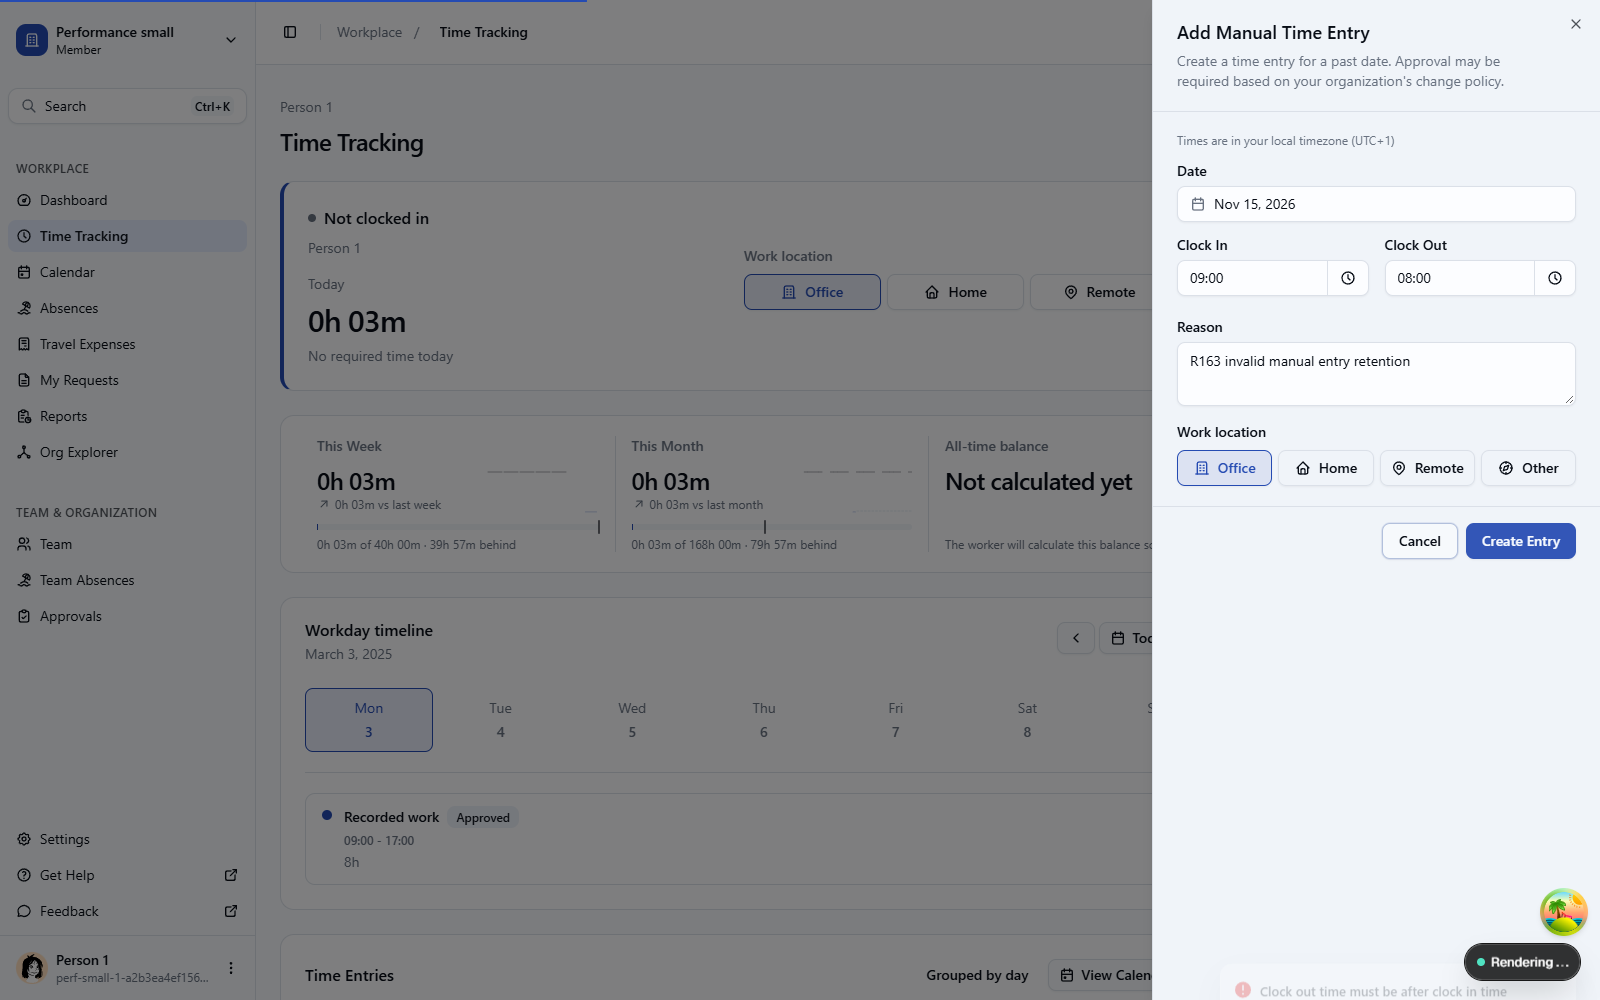 Performance small
Member
Search
Ctrl+K
WORKPLACE
Dashboard
Time Tracking
Calendar
Absences
Travel Expenses
My Requests
Reports
Org Explorer
TEAM & ORGANIZATION
Team
Team Absences
Approvals
Settings
Get Help
Feedback
Person 1
perf-small-1-a2b3ea4ef156...
Workplace / Time Tracking
Person 1
Time Tracking
Not clocked in
Person 1
Today
0h 03m
No required time today
Work location
Office
Home
Remote
This Week
0h 03m
0h 03m vs last week
0h 03m of 40h 00m · 39h 57m behind
This Month
0h 03m
0h 03m vs last month
0h 03m of 168h 00m · 79h 57m behind
All-time balance
Not calculated yet
The worker will calculate this balance
Workday timeline
March 3, 2025
Mon
3
Tue
4
Wed
5
Thu
6
Fri
7
Sat
8
Recorded work
Approved
09:00 - 17:00
8h
Time Entries
Grouped by day
View
Add Manual Time Entry
Create a time entry for a past date. Approval may be
required based on your organization's change policy.
Times are in your local timezone (UTC+1)
Date
Nov 15, 2026
Clock In
Clock Out
09:00
08:00
Reason
R163 invalid manual entry retention
Work location
Office
Home
Remote
Other
Cancel
Create Entry
Rendering ...
Clock out time must be after clock in time